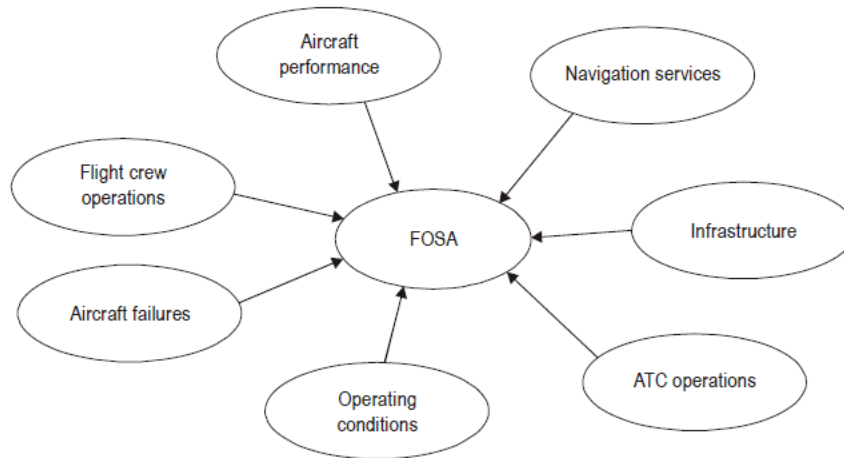 Aircraft
performance
Navigation services
Flight crew
operations
FOSA
Infrastructure
Aircraft failures
Operating
conditions
ATC operations